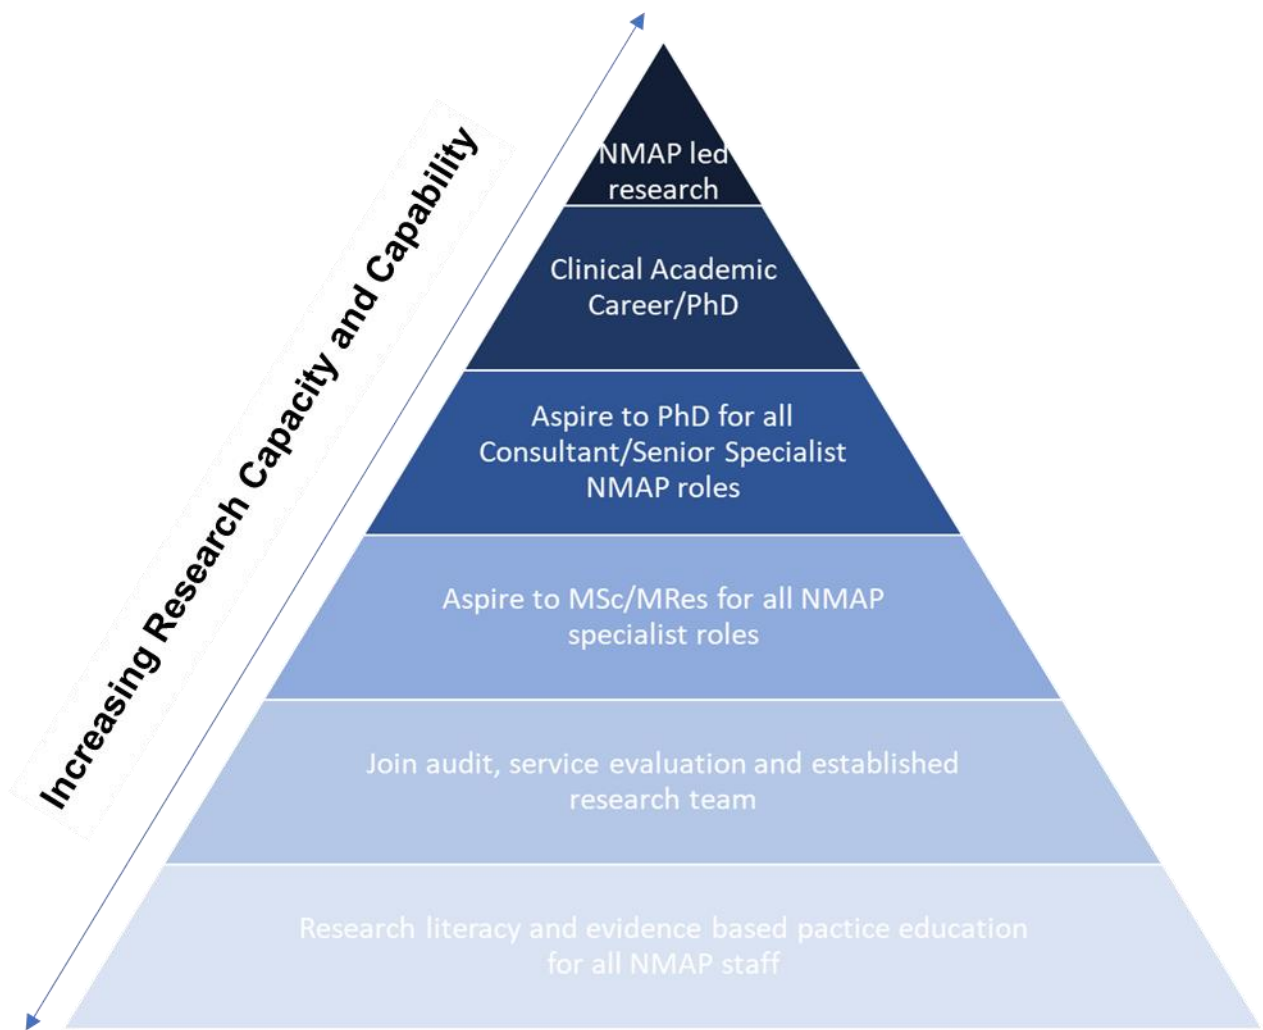 Increasing Research Capacity and Capability
NMAP led
research
Clinical Academic
Career/PhD
Aspire to PhD for all
Consultant/Senior Specialist
NMAP roles
Aspire to MSc/MRes for all NMAP
specialist roles
Join audit, service evaluation and established
research team
Research literacy and evidence based pactice education
for all NMAP staff